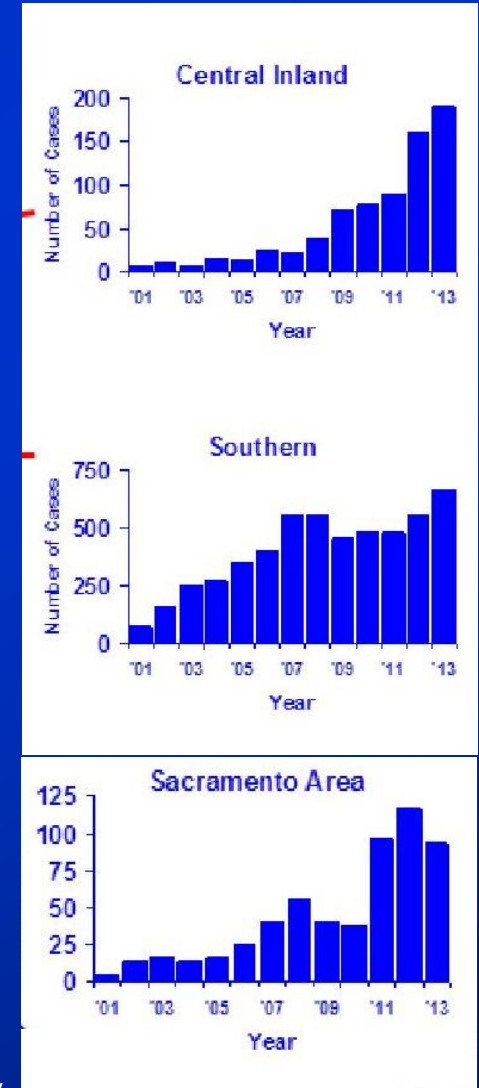 Central Inland
Number of Cases
200
150
100
50
0
'01 '03 '05 '07 '09 '11 '13
Year
Southern
Number of Cases
750
500
250
0
'01 '03 '05 '07 '09 '11 '13
Year
Sacramento Area
125
100
75
50
25
0
'01 '03 '05 '07 '09 '11 '13
Year